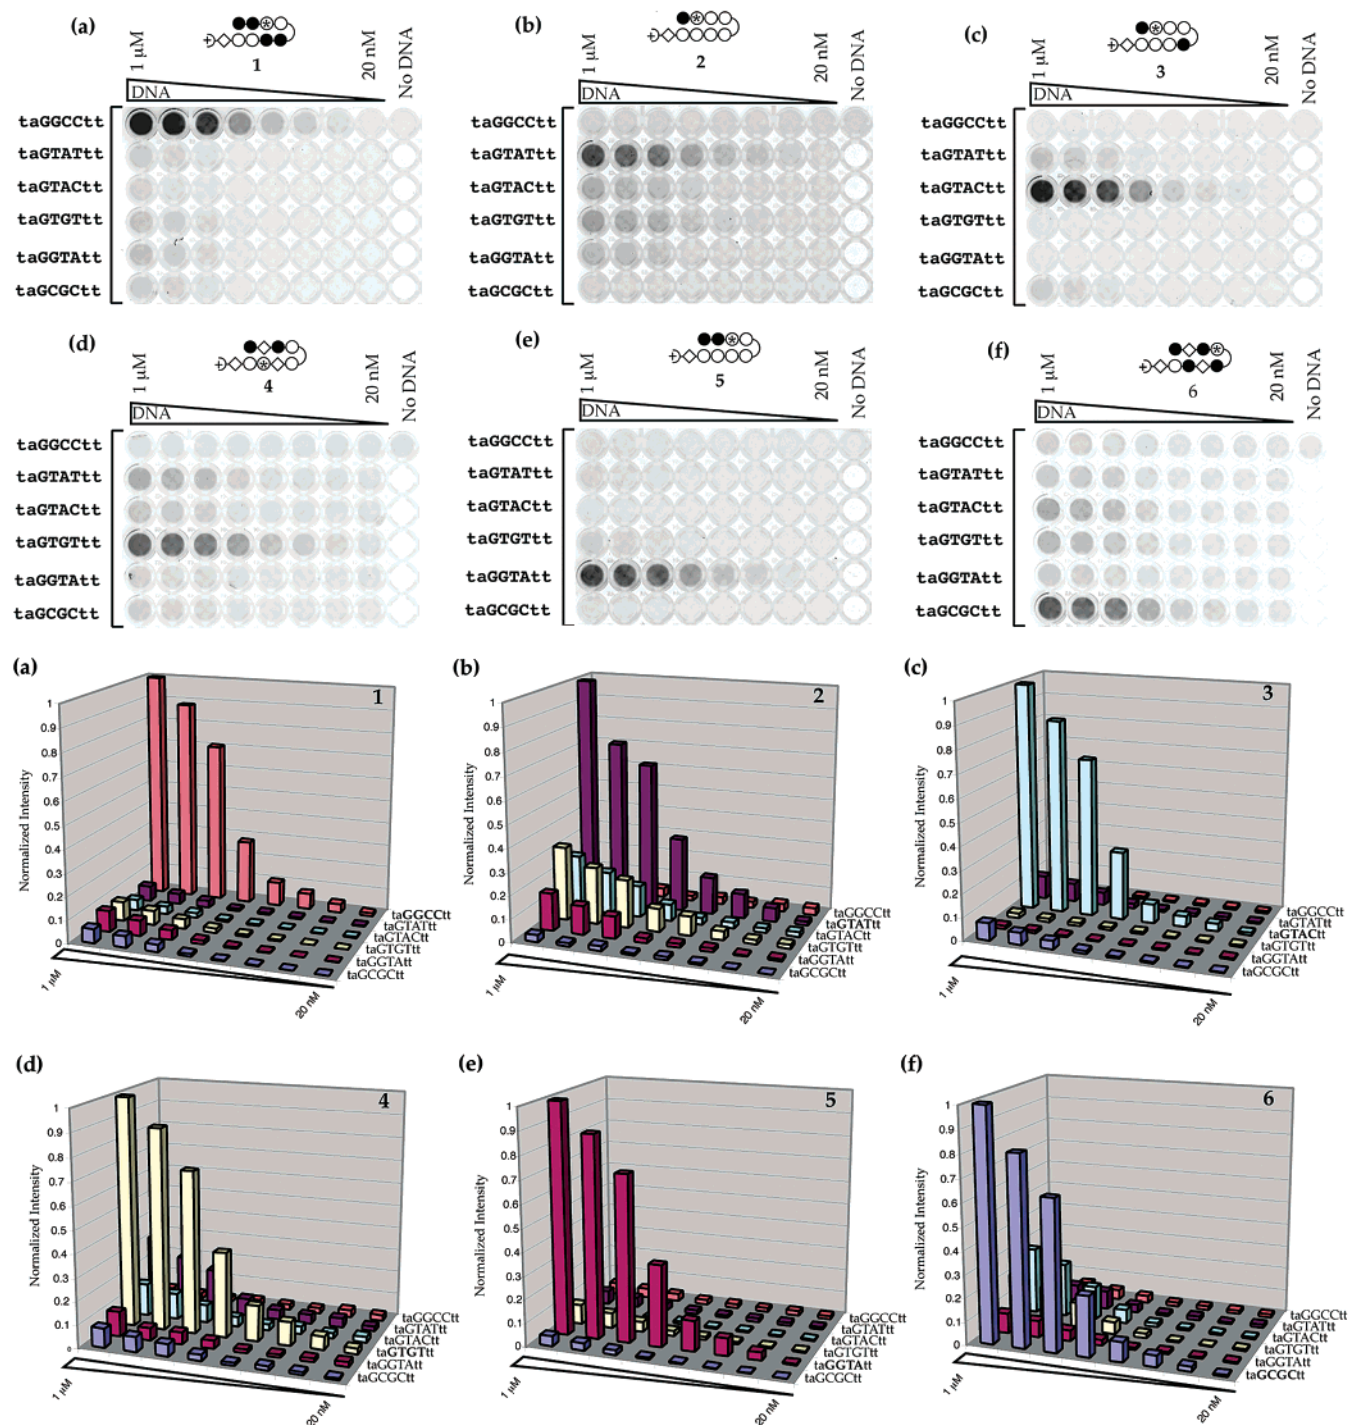 (a)
1 µM
1
20 nM
No DNA
DNA
taGGCCtt
taGTATtt
taGTACtt
taGTGTtt
taGGTAtt
taGCGCtt
(b)
1 µM
2
20 nM
No DNA
DNA
taGGCCtt
taGTATtt
taGTACtt
taGTGTtt
taGGTAtt
taGCGCtt
(c)
1 µM
3
20 nM
No DNA
DNA
taGGCCtt
taGTATtt
taGTACtt
taGTGTtt
taGGTAtt
taGCGCtt
(d)
1 µM
4
20 nM
No DNA
DNA
taGGCCtt
taGTATtt
taGTACtt
taGTGTtt
taGGTAtt
taGCGCtt
(e)
1 µM
5
20 nM
No DNA
DNA
taGGCCtt
taGTATtt
taGTACtt
taGTGTtt
taGGTAtt
taGCGCtt
(f)
1 µM
6
20 nM
No DNA
DNA
taGGCCtt
taGTATtt
taGTACtt
taGTGTtt
taGGTAtt
taGCGCtt
(a)
1
Normalized Intensity
1
0.9
0.8
0.7
0.6
0.5
0.4
0.3
0.2
0.1
0
taGGCCtt
taGTATtt
taGTACtt
taGTGTtt
taGGTAtt
taGCGCtt
1 µM
20 nM
(b)
2
Normalized Intensity
1
0.9
0.8
0.7
0.6
0.5
0.4
0.3
0.2
0.1
0
taGGCCtt
taGTATtt
taGTACtt
taGTGTtt
taGGTAtt
taGCGCtt
1 µM
20 nM
(c)
3
Normalized Intensity
1
0.9
0.8
0.7
0.6
0.5
0.4
0.3
0.2
0.1
0
taGGCCtt
taGTATtt
taGTACtt
taGTGTtt
taGGTAtt
taGCGCtt
1 µM
20 nM
(d)
4
Normalized Intensity
1
0.9
0.8
0.7
0.6
0.5
0.4
0.3
0.2
0.1
0
taGGCCtt
taGTATtt
taGTACtt
taGTGTtt
taGGTAtt
taGCGCtt
1 µM
20 nM
(e)
5
Normalized Intensity
1
0.9
0.8
0.7
0.6
0.5
0.4
0.3
0.2
0.1
0
taGGCCtt
taGTATtt
taGTACtt
taGTGTtt
taGGTAtt
taGCGCtt
1 µM
20 nM
(f)
6
Normalized Intensity
1
0.9
0.8
0.7
0.6
0.5
0.4
0.3
0.2
0.1
0
taGGCCtt
taGTATtt
taGTACtt
taGTGTtt
taGGTAtt
taGCGCtt
1 µM
20 nM